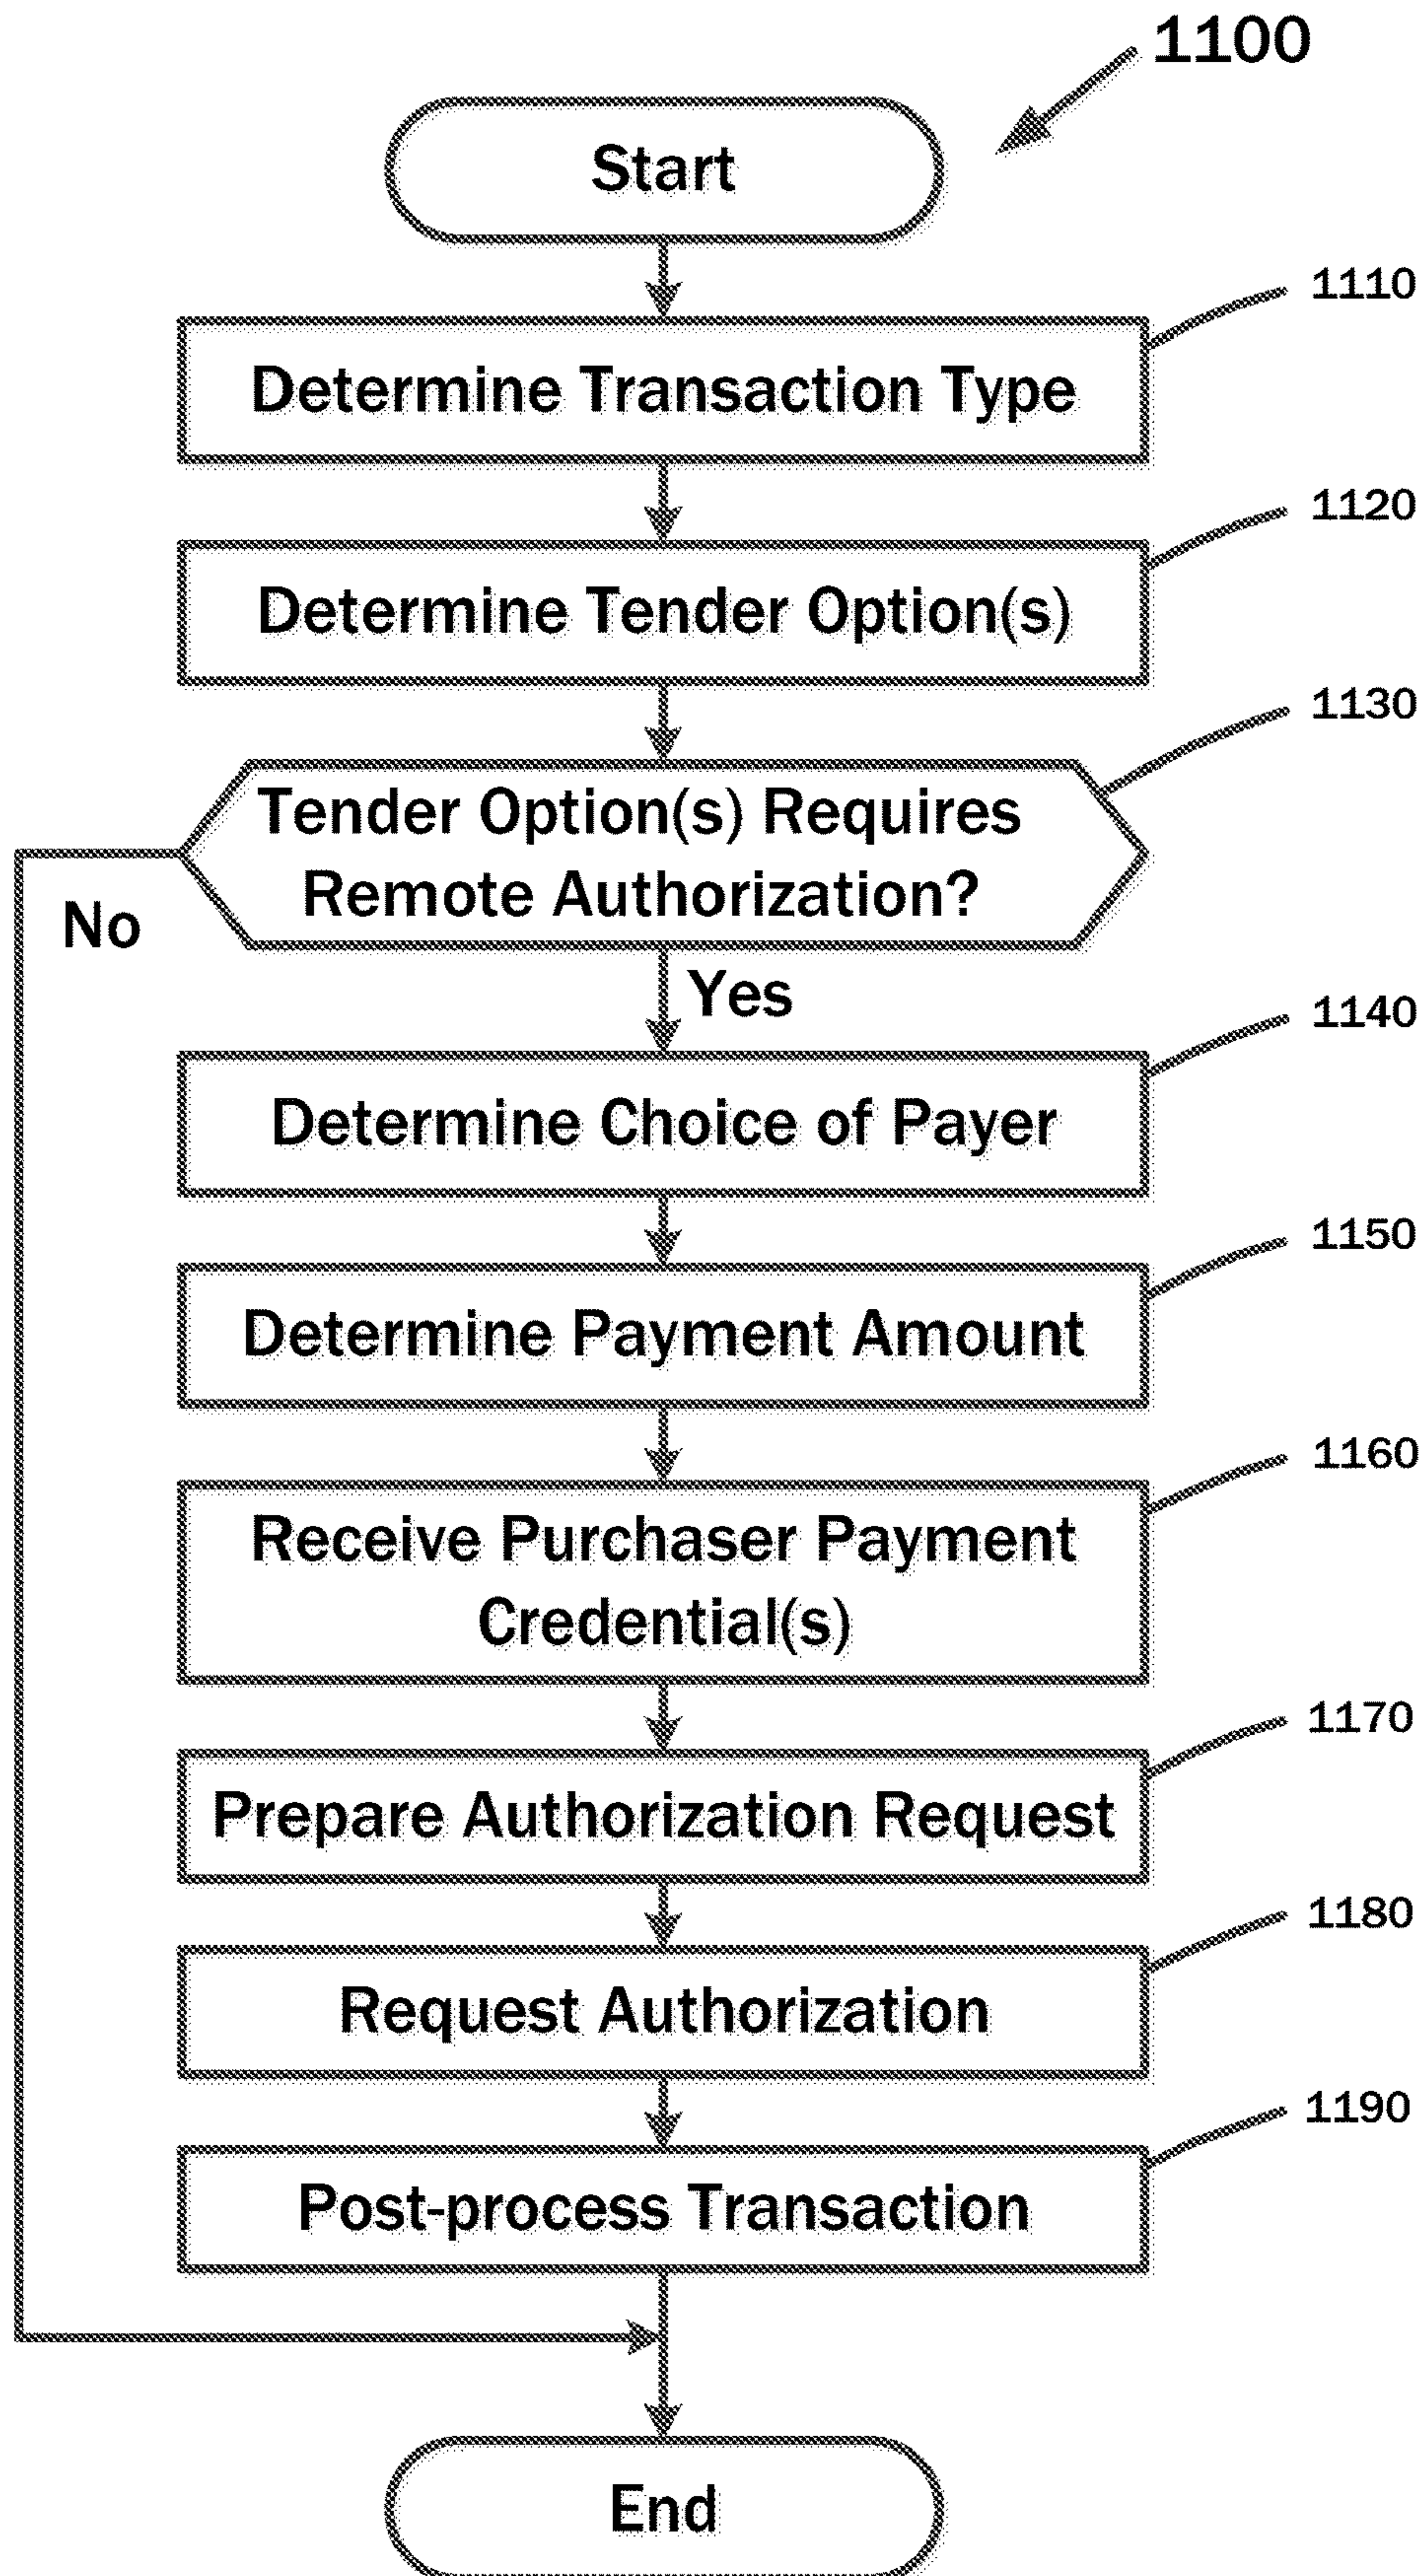 1100
Start
1110
Determine Transaction Type
1120
Determine Tender Option(s)
1130
Tender Option(s) Requires
Remote Authorization?
No
Yes
1140
Determine Choice of Payer
1150
Determine Payment Amount
1160
Receive Purchaser Payment
Credential(s)
1170
Prepare Authorization Request
1180
Request Authorization
1190
Post-process Transaction
End